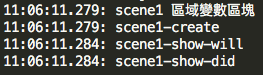 11:06:11.279: scene1 區域變數區塊
11:06:11.279: scene1-create
11:06:11.284: scene1-show-will
11:06:11.284: scene1-show-did